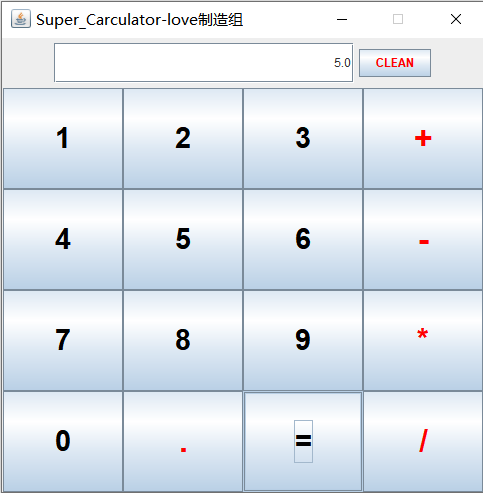 Super_Carculator-love制造组
5.0 CLEAN
1 2 3 +
4 5 6 -
7 8 9 *
0 . = /